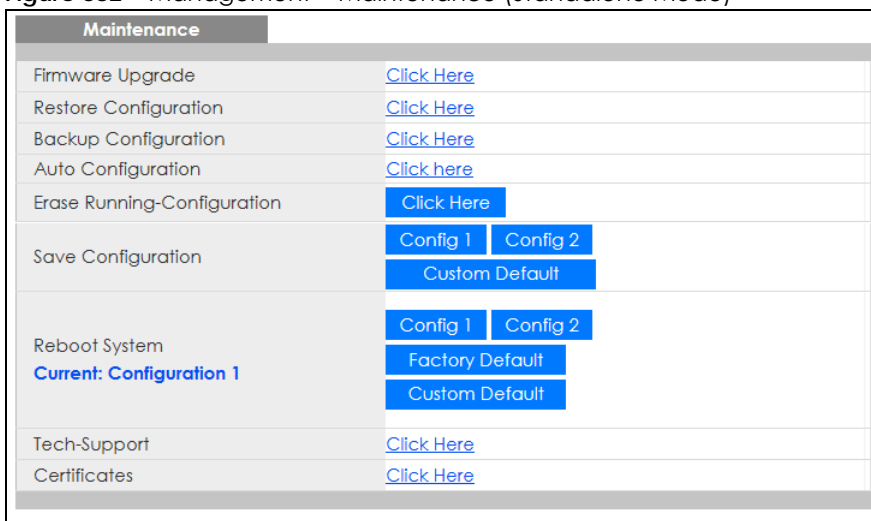 Maintenance
Firmware Upgrade Click Here
Restore Configuration Click Here
Backup Configuration Click Here
Auto Configuration Click here
Erase Running-Configuration Click Here
Save Configuration
Config 1 Config 2
Custom Default
Reboot System
Current: Configuration 1
Config 1 Config 2
Factory Default
Custom Default
Tech-Support Click Here
Certificates Click Here